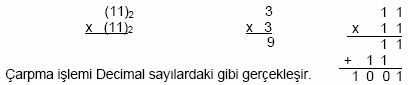 (11)₂
x (11)₂
3
x 3
9
1 1
x 1 1
1 1
+ 1 1
1 0 0 1
Çarpma işlemi Decimal sayılardaki gibi gerçekleşir.